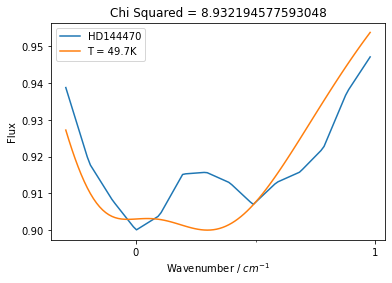 Chi Squared = 8.932194577593048
HD144470
T = 49.7K
0.95
0.94
0.93
0.92
0.91
0.90
Flux
0
1
Wavenumber / cm⁻¹